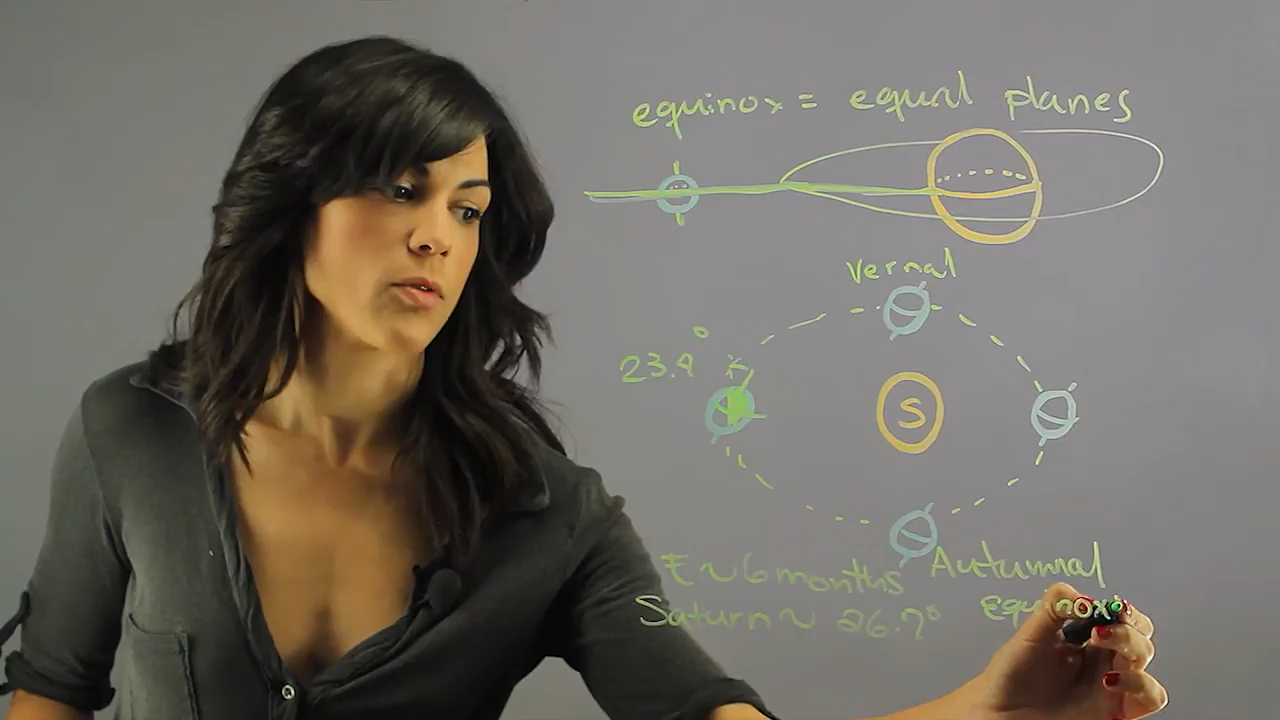 equinox = equal planes
vernal
23.4°
S
E ~ 6 months Autumnal
Saturn ~ 26.7° Equinox